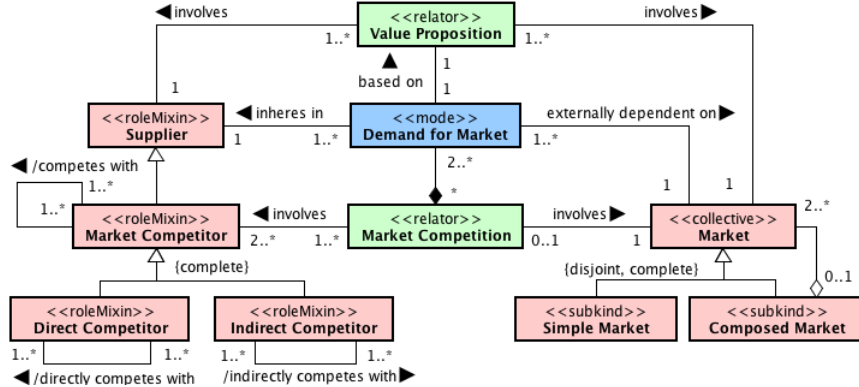 ◀ involves
<<relator>>
Value Proposition
involves ▶
1..*
1..*
1
▲
based on
1
1
1
<<roleMixin>>
Supplier
◀ inheres in
1
1..*
<<mode>>
Demand for Market
externally dependent on ▶
1..*
◀ /competes with
1..*
1..*
2..*
*
1
1
2..*
<<roleMixin>>
Market Competitor
◀ involves
2..*
1..*
<<relator>>
Market Competition
involves ▶
0..1
1
<<collective>>
Market
{complete}
{disjoint, complete}
0..1
<<roleMixin>>
Direct Competitor
<<roleMixin>>
Indirect Competitor
<<subkind>>
Simple Market
<<subkind>>
Composed Market
1..*
1..*
1..*
1..*
◀ /directly competes with
/indirectly competes with ▶